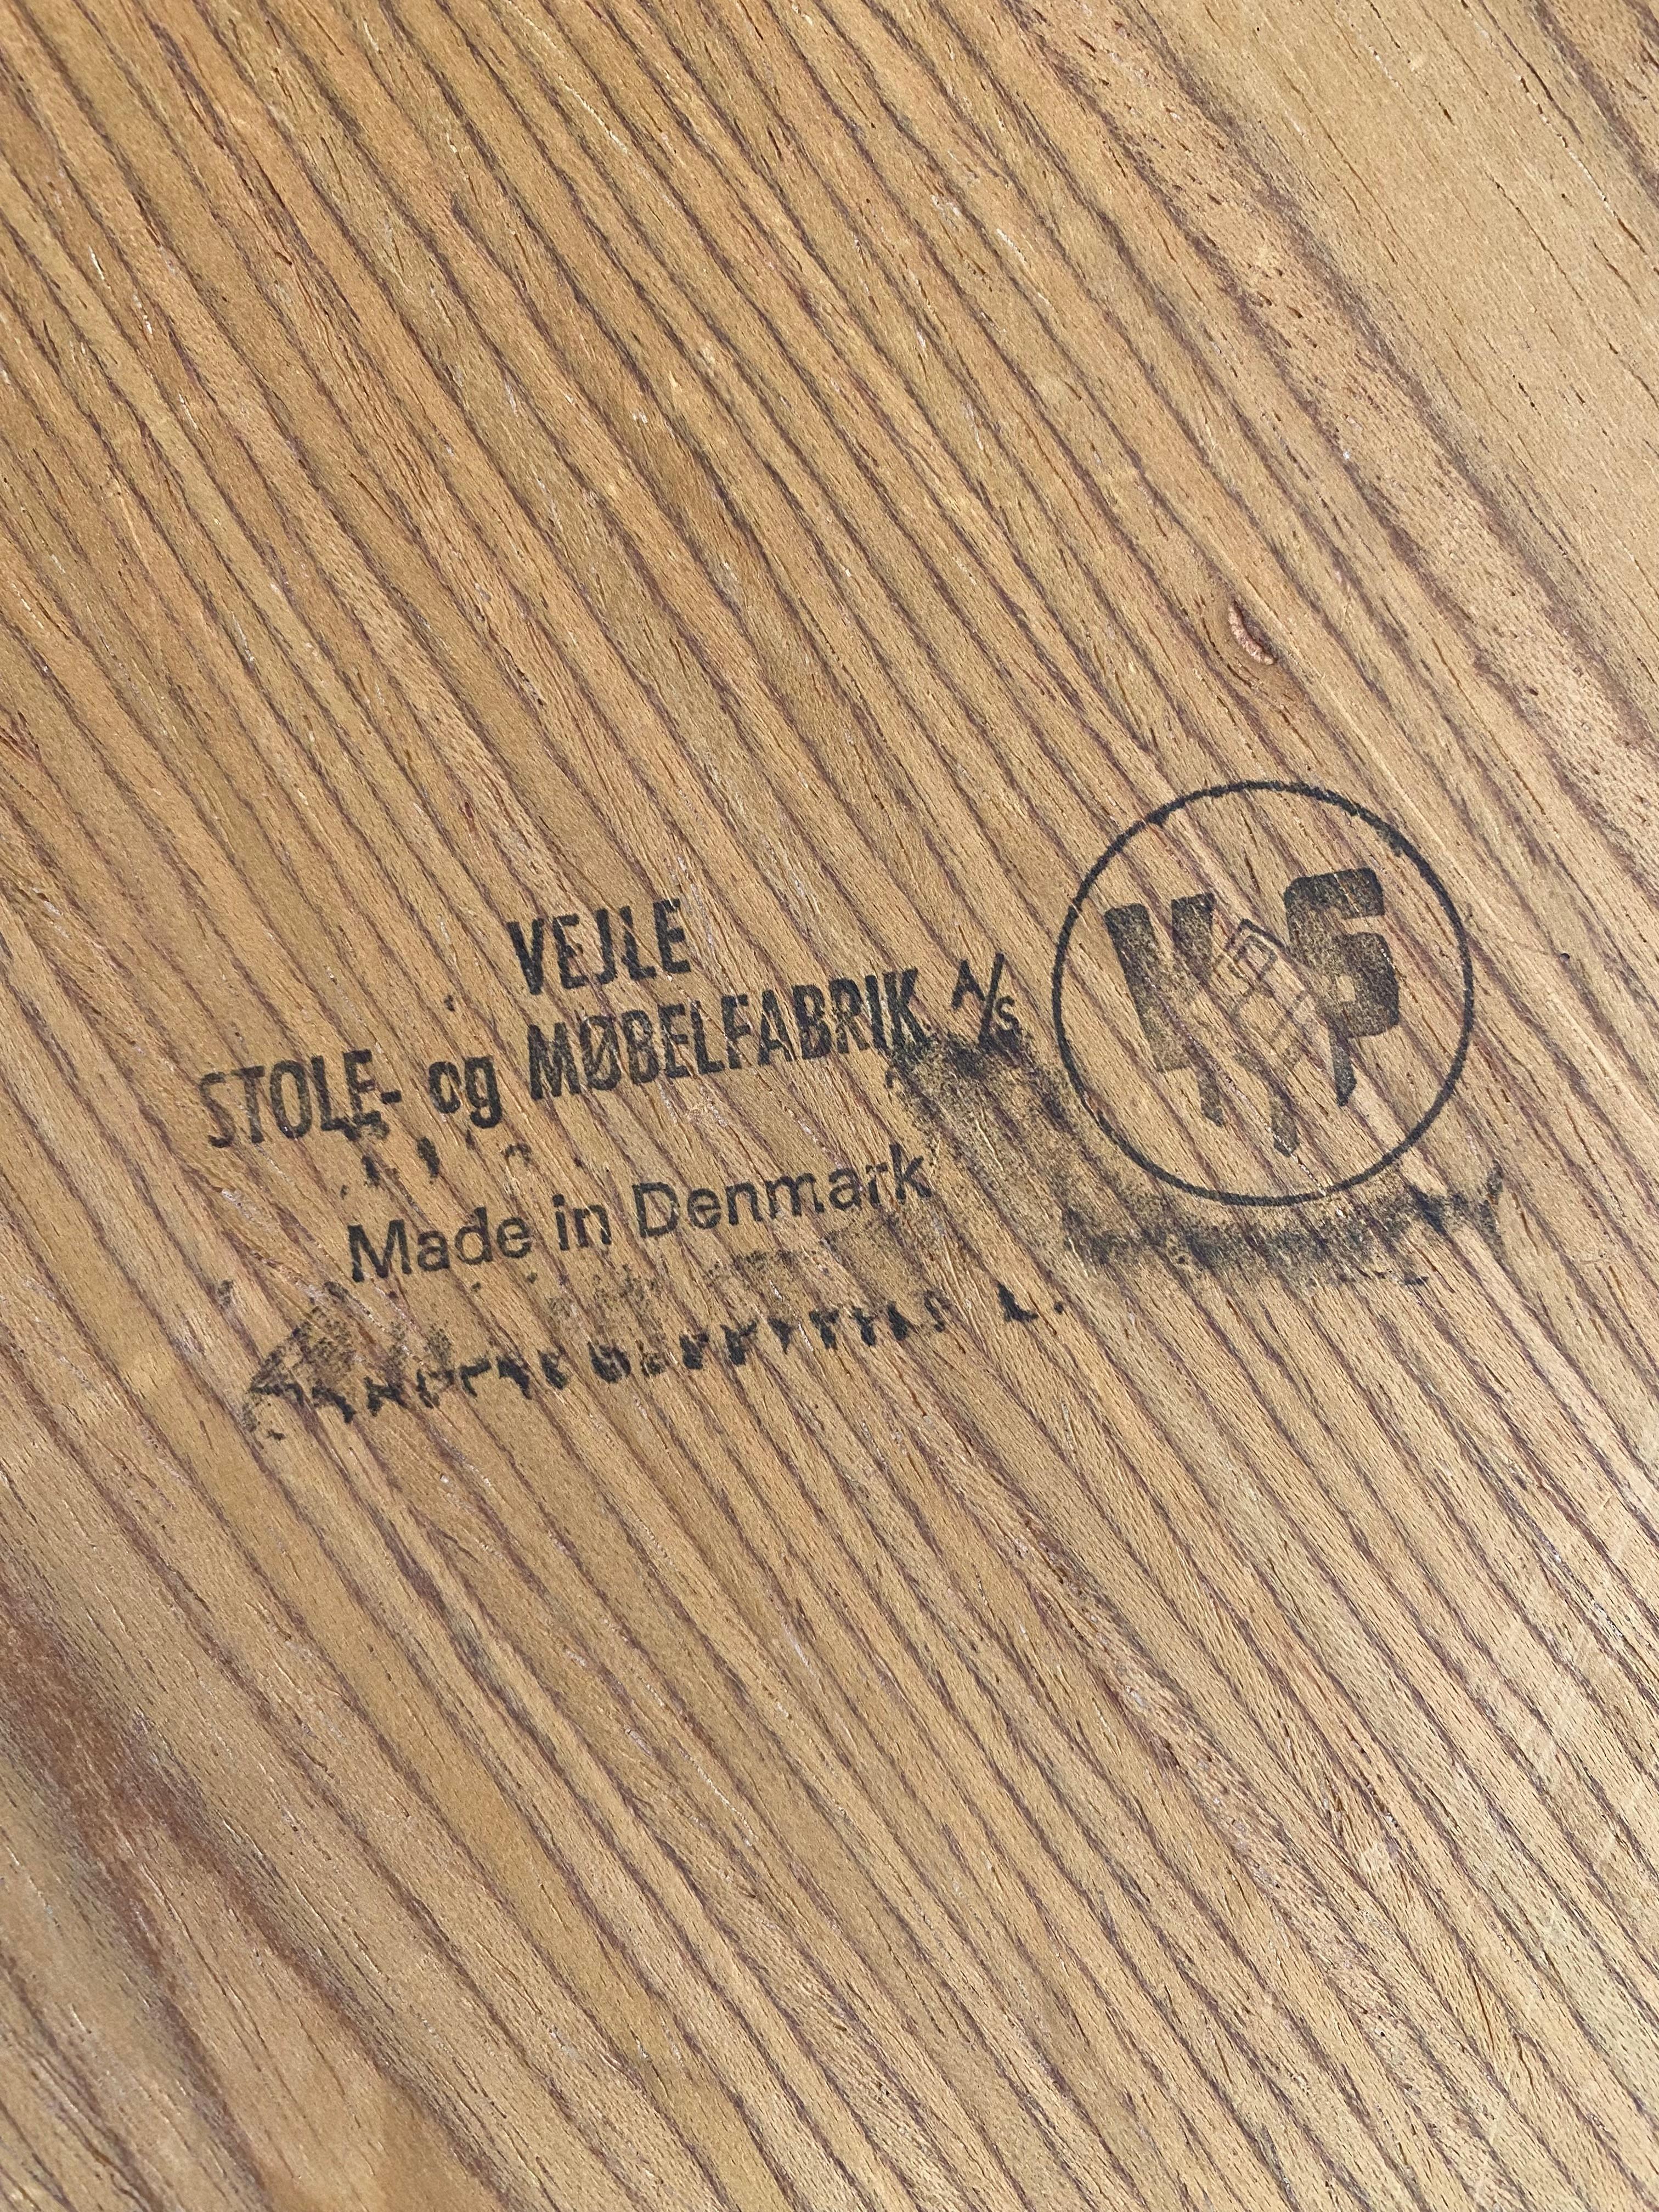 VEJLE
STOLE- og MØBELFABRIK A/S
Made in Denmark